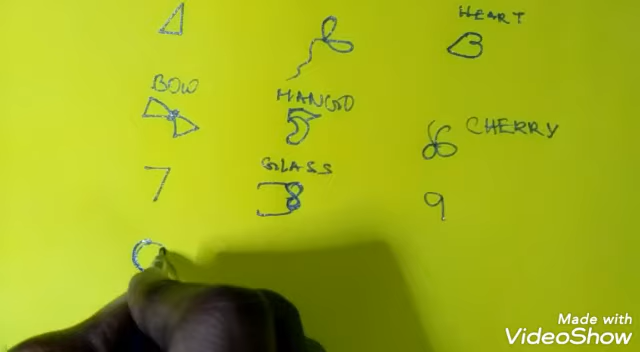 HEART
BOW
MANGO
CHERRY
7
GLASS
9
Made with
VideoShow